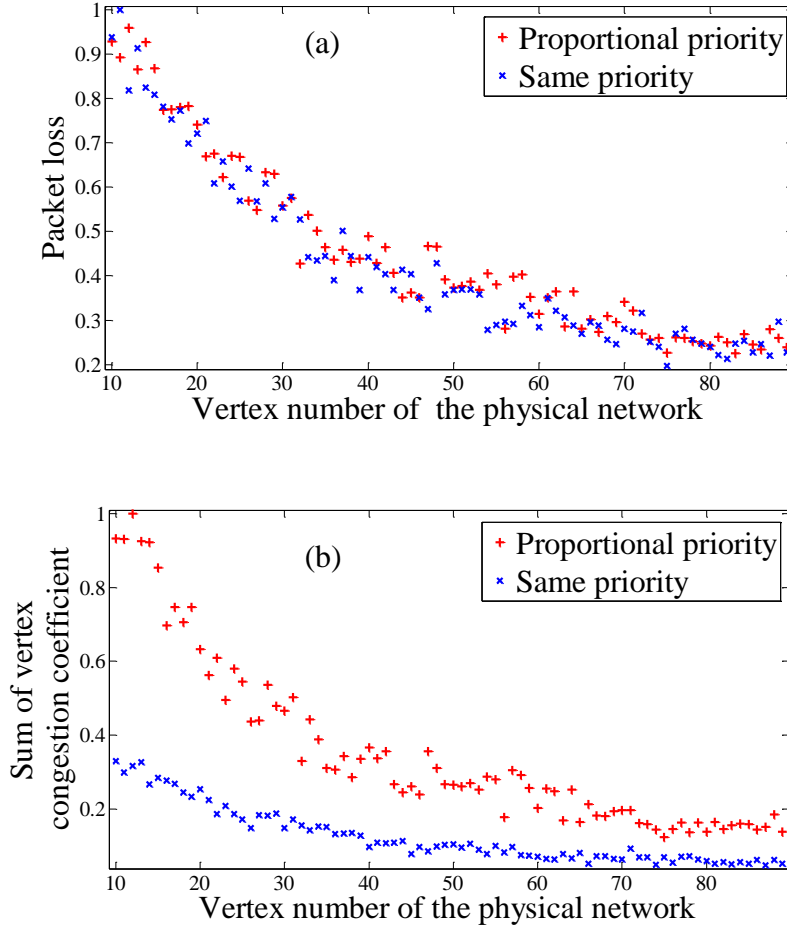 1
0.9
0.8
0.7
0.6
0.5
0.4
0.3
0.2
Packet loss
(a)
Proportional priority
Same priority
10 20 30 40 50 60 70 80
Vertex number of the physical network
1
0.8
0.6
0.4
0.2
Sum of vertex
congestion coefficient
(b)
Proportional priority
Same priority
10 20 30 40 50 60 70 80
Vertex number of the physical network